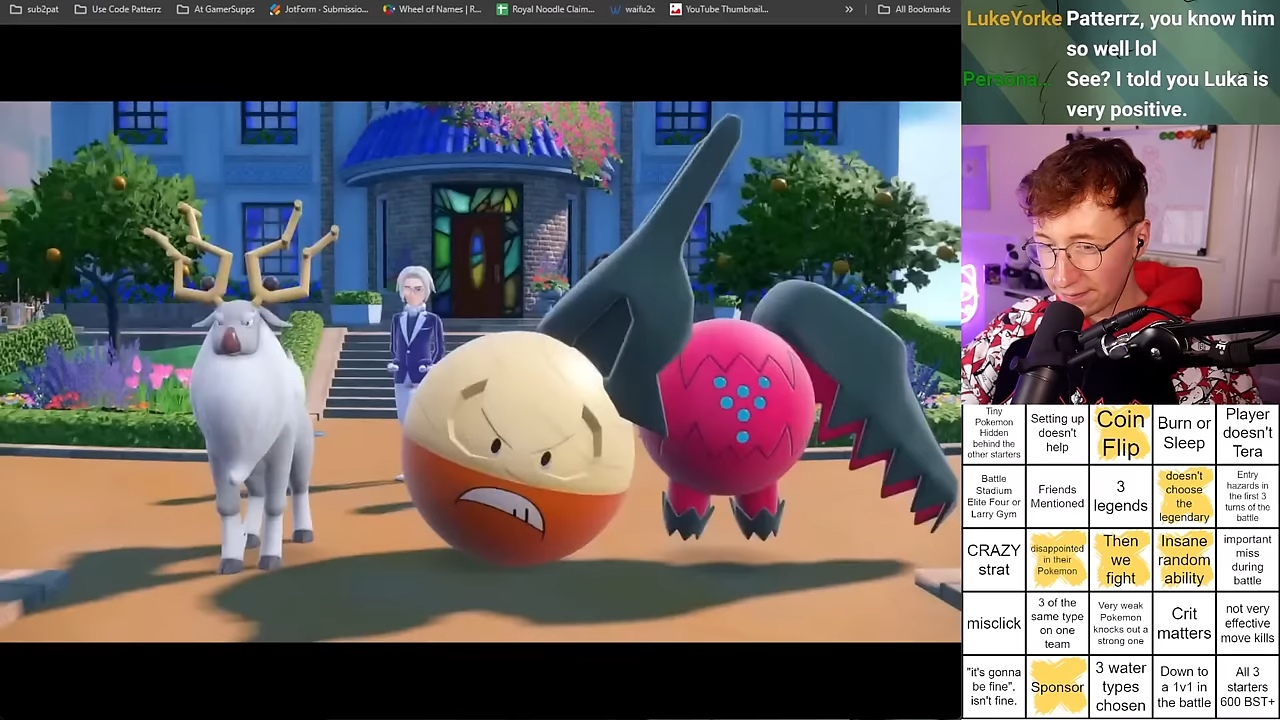 sub2pat Use Code Patterrz At GamerSupps JotForm · Submissio... Wheel of Names | R... Royal Noodle Claim... waifu2x YouTube Thumbnail... » All Bookmarks
LukeYorke Patterrz, you know him
so well lol
Persona... See? I told you Luka is
very positive.
Tiny
Pokemon
Hidden
behind the
other starters
Setting up
doesn't
help
Coin
Flip
Burn or
Sleep
Player
doesn't
Tera
Battle
Stadium
Elite Four or
Larry Gym
Friends
Mentioned
3
legends
doesn't
choose
the
legendary
Entry
hazards in
the first 3
turns of the
battle
CRAZY
strat
disappointed
in their
Pokemon
Then
we
fight
Insane
random
ability
important
miss
during
battle
misclick
3 of the
same type
on one
team
Very weak
Pokemon
knocks out a
strong one
Crit
matters
not very
effective
move kills
"it's gonna
be fine".
isn't fine.
Sponsor
3 water
types
chosen
Down to
a 1v1 in
the battle
All 3
starters
600 BST+